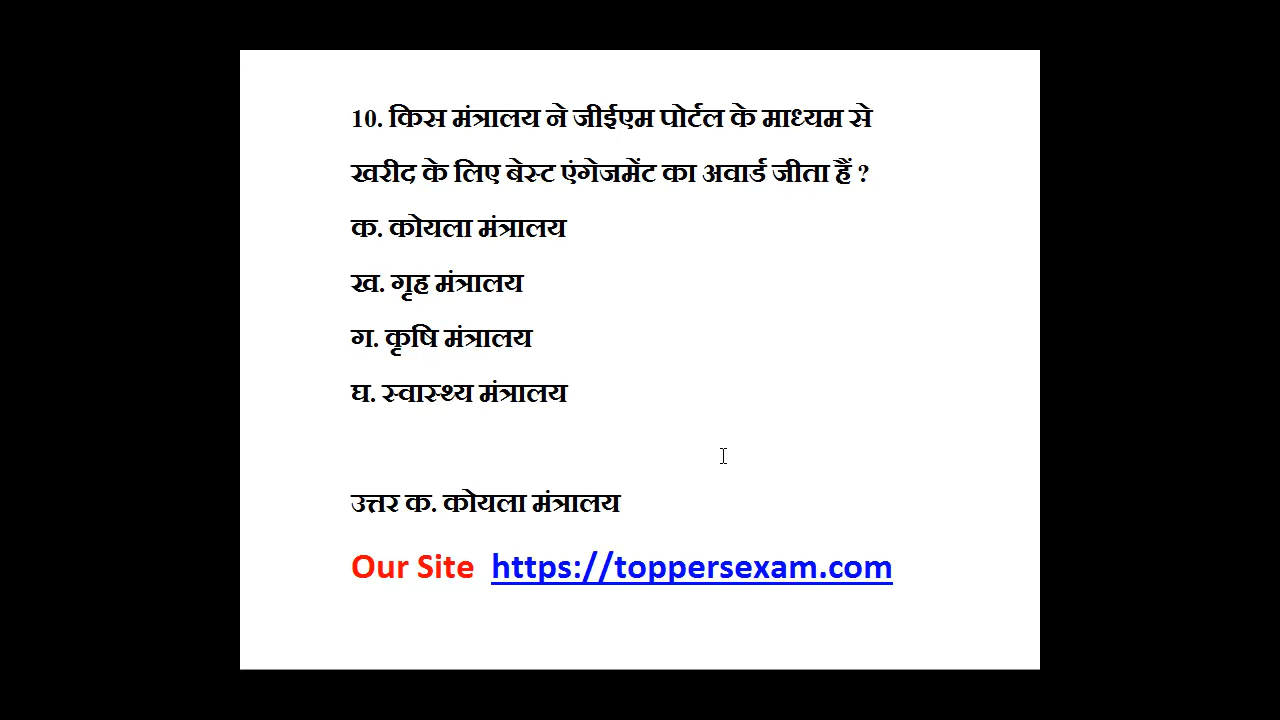 10. किस मंत्रालय ने जीईएम पोर्टल के माध्यम से
खरीद के लिए बेस्ट एंगेजमेंट का अवार्ड जीता हैं ?
क. कोयला मंत्रालय
ख. गृह मंत्रालय
ग. कृषि मंत्रालय
घ. स्वास्थ्य मंत्रालय
उत्तर क. कोयला मंत्रालय
Our Site https://toppersexam.com